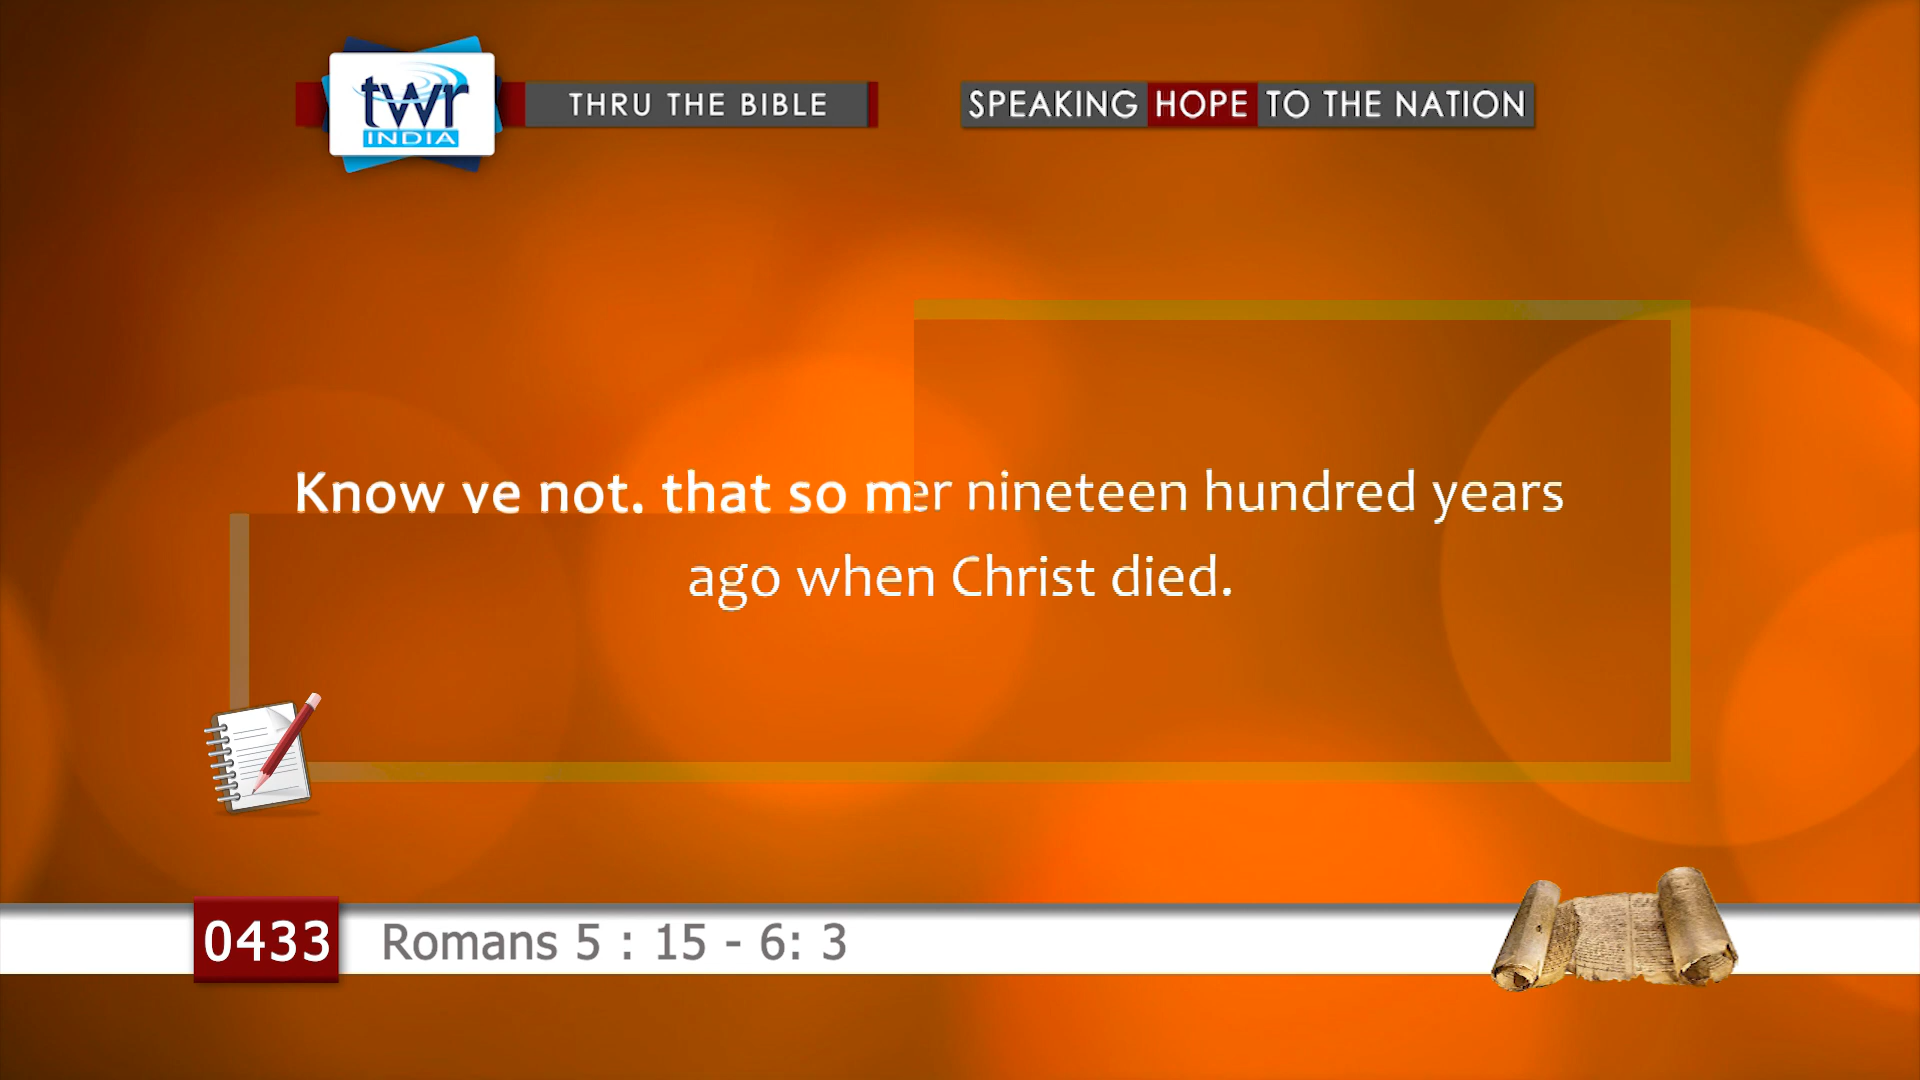 twr
INDIA
THRU THE BIBLE
SPEAKING HOPE TO THE NATION
Know ye not, that so m er nineteen hundred years
ago when Christ died.
0433
Romans 5 : 15 - 6: 3